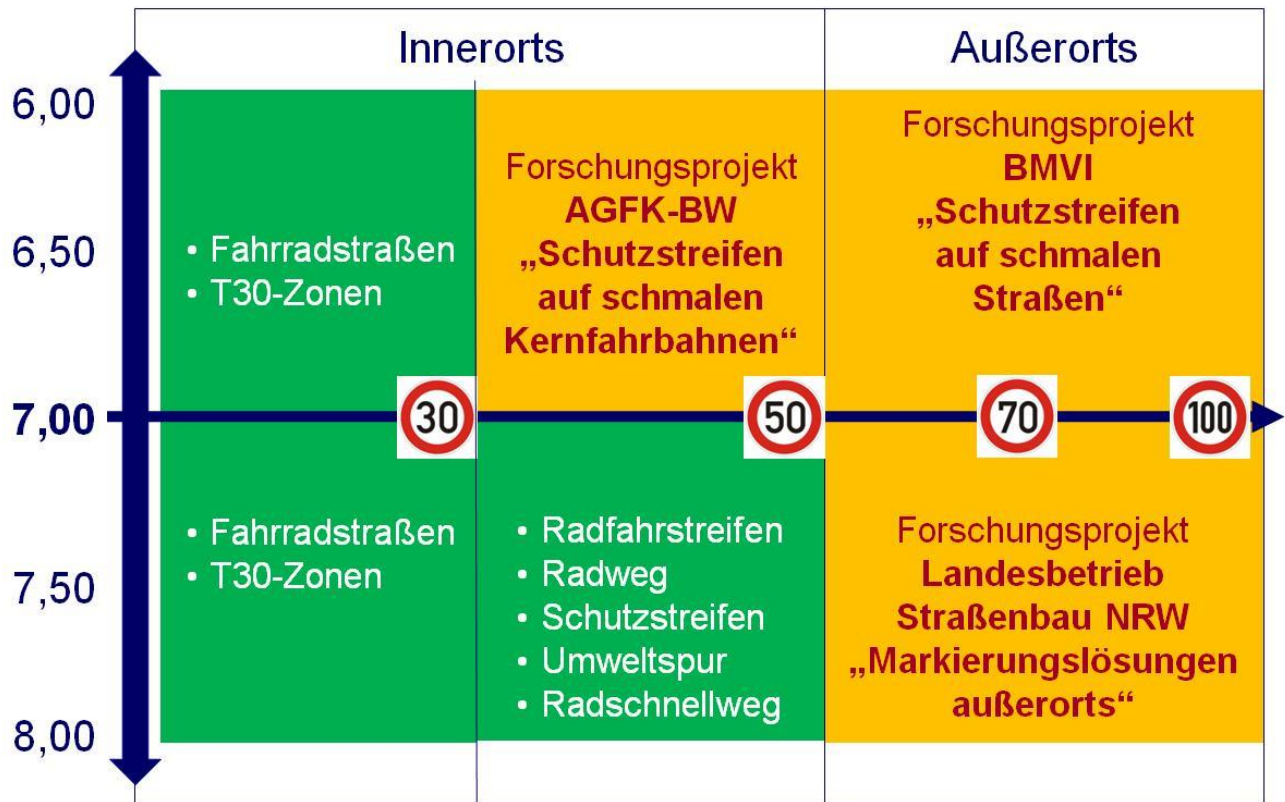 Innerorts
Außerorts
6,00
6,50
7,00
7,50
8,00
• Fahrradstraßen
• T30-Zonen
Forschungsprojekt
AGFK-BW
„Schutzstreifen
auf schmalen
Kernfahrbahnen“
Forschungsprojekt
BMVI
„Schutzstreifen
auf schmalen
Straßen“
30
50
70
100
• Fahrradstraßen
• T30-Zonen
• Radfahrstreifen
• Radweg
• Schutzstreifen
• Umweltspur
• Radschnellweg
Forschungsprojekt
Landesbetrieb
Straßenbau NRW
„Markierungslösungen
außerorts“